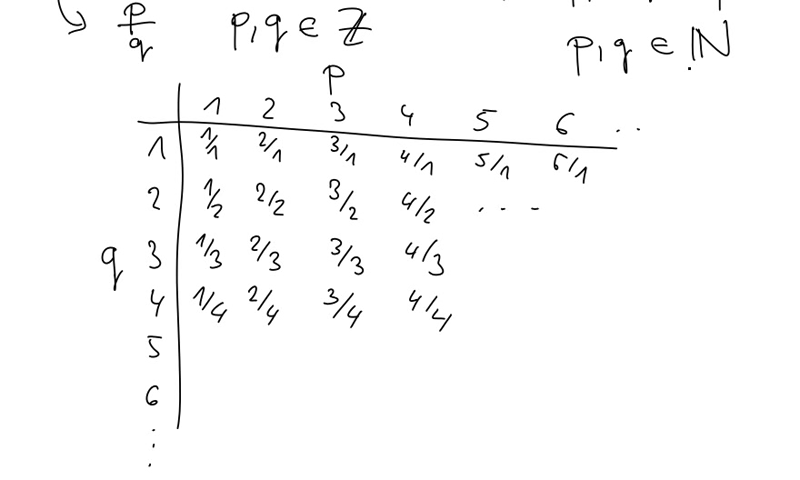 ↳ p/q p,q ∈ ℤ
p,q ∈ ℕ
p
1 2 3 4 5 6 ..
1 1/1 2/1 3/1 4/1 5/1 6/1
2 1/2 2/2 3/2 4/2 . . .
q 3 1/3 2/3 3/3 4/3
4 1/4 2/4 3/4 4/4
5
6
⋮